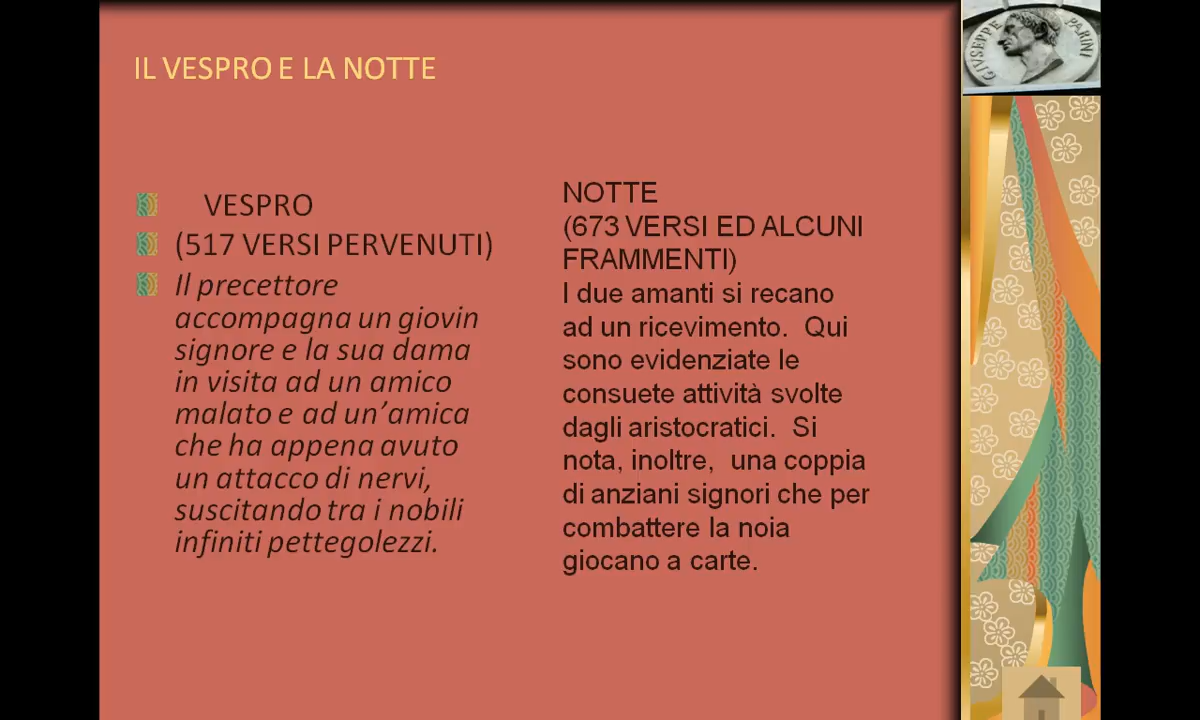 IL VESPRO E LA NOTTE
VESPRO
(517 VERSI PERVENUTI)
Il precettore
accompagna un giovin
signore e la sua dama
in visita ad un amico
malato e ad un’amica
che ha appena avuto
un attacco di nervi,
suscitando tra i nobili
infiniti pettegolezzi.
NOTTE
(673 VERSI ED ALCUNI
FRAMMENTI)
I due amanti si recano
ad un ricevimento.  Qui
sono evidenziate le
consuete attività svolte
dagli aristocratici.  Si
nota, inoltre,  una coppia
di anziani signori che per
combattere la noia
giocano a carte.
GIVSEPPE PARINI